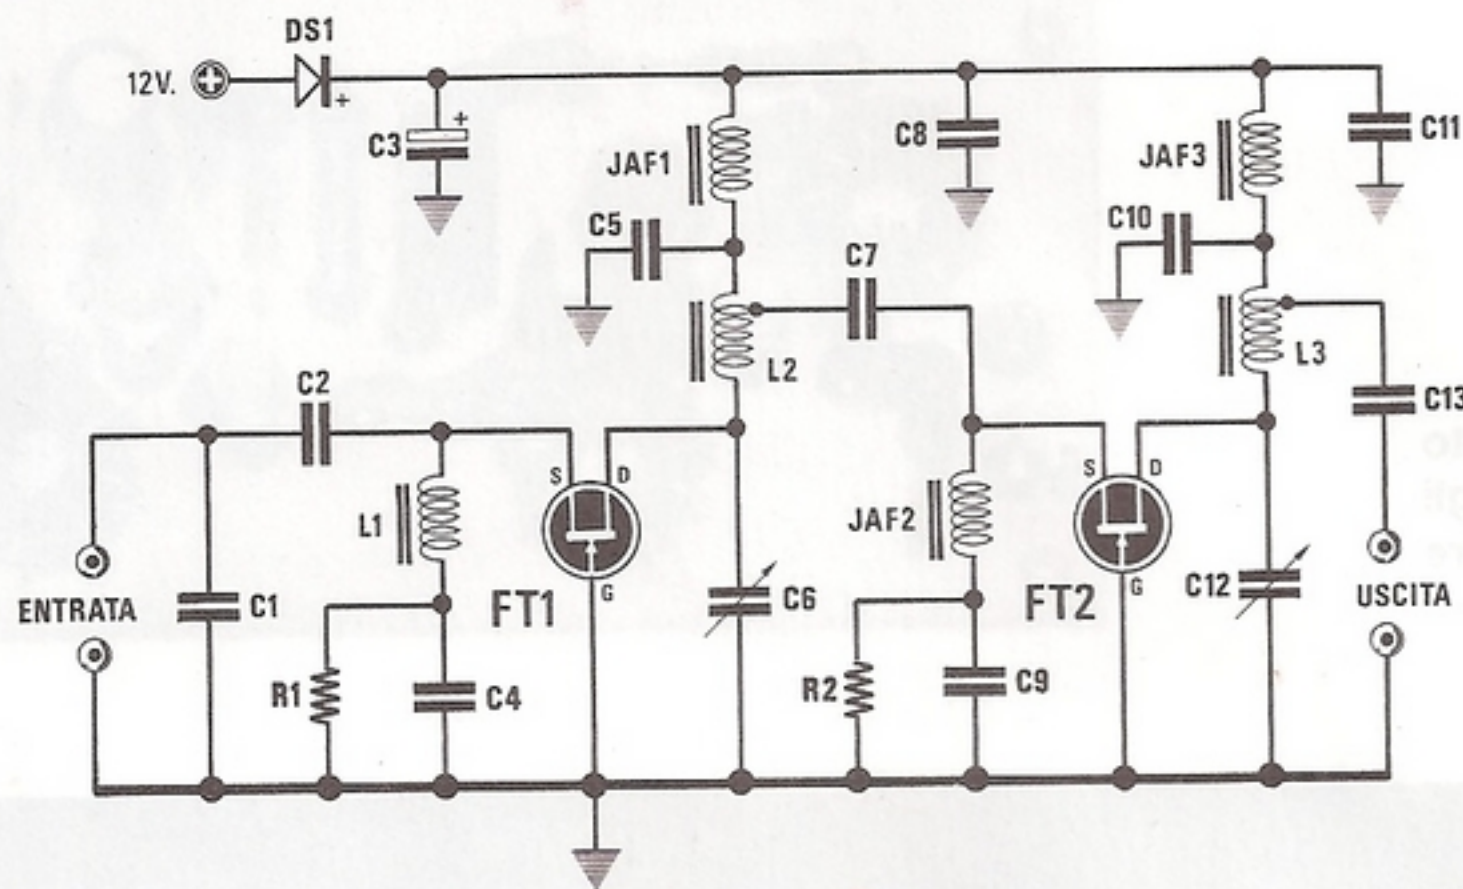 DS1
12V.
+
+
C3
JAF1
C8
JAF3
C11
C5
C10
C7
L2
L3
C2
C13
S
D
S
D
L1
JAF2
ENTRATA
C1
G
FT1
C6
G
FT2
C12
USCITA
R1
C4
R2
C9